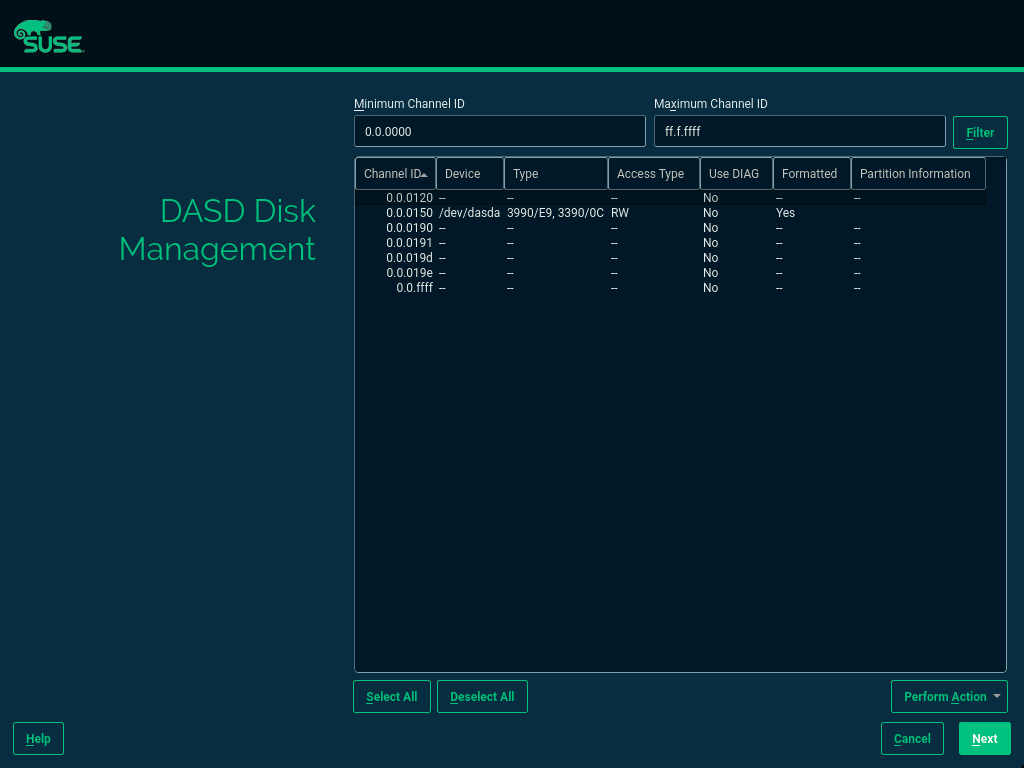 SUSE
Minimum Channel ID Maximum Channel ID
0.0.0000 ff.f.ffff Filter
Channel ID Device Type Access Type Use DIAG Formatted Partition Information
0.0.0120 -- -- -- No -- --
0.0.0150 /dev/dasda 3990/E9, 3390/0C RW No Yes
0.0.0190 -- -- -- No -- --
0.0.0191 -- -- -- No -- --
0.0.019d -- -- -- No -- --
0.0.019e -- -- -- No -- --
0.0.ffff -- -- -- No -- --
DASD Disk
Management
Select All Deselect All Perform Action
Help Cancel Next